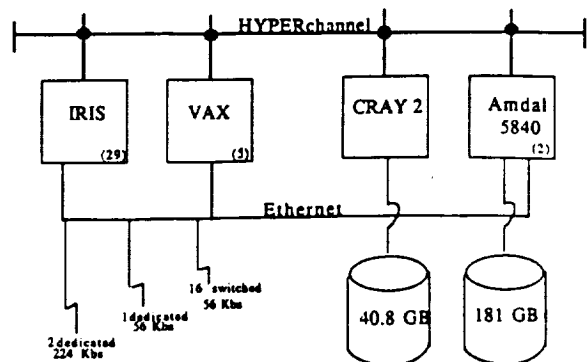 HYPERchannel
IRIS
(29)
VAX
(5)
CRAY 2
Amdal
5840
(2)
Ethernet
16 switched
56 Kbs
1 dedicated
56 Kbs
2 dedicated
224 Kbs
40.8 GB
181 GB